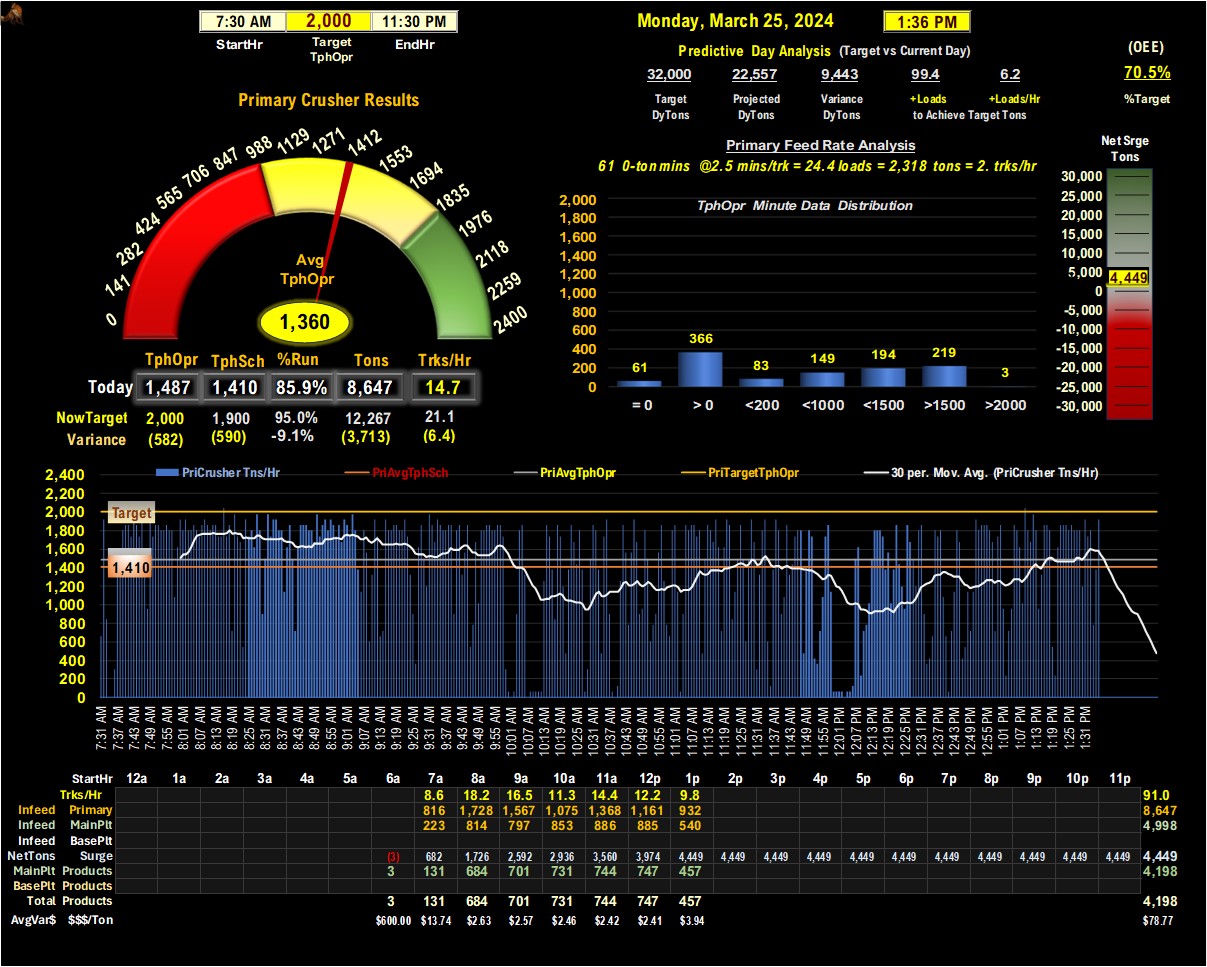 7:30 AM 2,000 11:30 PM
StartHr Target TphOpr EndHr
Monday, March 25, 2024 1:36 PM
Predictive Day Analysis (Target vs Current Day)
32,000 22,557 9,443 99.4 6.2
Target DyTons Projected DyTons Variance DyTons +Loads +Loads/Hr to Achieve Target Tons
(OEE)
70.5%
%Target
Primary Crusher Results
0 141 282 424 565 706 847 988 1129 1271 1412 1553 1694 1835 1976 2118 2259 2400
Avg
TphOpr
1,360
TphOpr TphSch %Run Tons Trks/Hr
Today 1,487 1,410 85.9% 8,647 14.7
NowTarget 2,000 1,900 95.0% 12,267 21.1
Variance (582) (590) -9.1% (3,713) (6.4)
Primary Feed Rate Analysis
61 0-ton mins @2.5 mins/trk = 24.4 loads = 2,318 tons = 2. trks/hr
TphOpr Minute Data Distribution
2,000
1,800
1,600
1,400
1,200
1,000
800
600
400
200
0
61 366 83 149 194 219 3
= 0 > 0 <200 <1000 <1500 >1500 >2000
Net Srge
Tons
30,000
25,000
20,000
15,000
10,000
5,000
4,449
0
-5,000
-10,000
-15,000
-20,000
-25,000
-30,000
PriCrusher Tns/Hr PriAvgTphSch PriAvgTphOpr PriTargetTphOpr 30 per. Mov. Avg. (PriCrusher Tns/Hr)
2,400
2,200
2,000
1,800
1,600
1,400
1,200
1,000
800
600
400
200
0
Target
1,410
7:31 AM 7:37 AM 7:43 AM 7:49 AM 7:55 AM 8:01 AM 8:07 AM 8:13 AM 8:19 AM 8:25 AM 8:31 AM 8:37 AM 8:43 AM 8:49 AM 8:55 AM 9:01 AM 9:07 AM 9:13 AM 9:19 AM 9:25 AM 9:31 AM 9:37 AM 9:43 AM 9:49 AM 9:55 AM 10:01 AM 10:07 AM 10:13 AM 10:19 AM 10:25 AM 10:31 AM 10:37 AM 10:43 AM 10:49 AM 10:55 AM 11:01 AM 11:07 AM 11:13 AM 11:19 AM 11:25 AM 11:31 AM 11:37 AM 11:43 AM 11:49 AM 11:55 AM 12:01 PM 12:07 PM 12:13 PM 12:19 PM 12:25 PM 12:31 PM 12:37 PM 12:43 PM 12:49 PM 12:55 PM 1:01 PM 1:07 PM 1:13 PM 1:19 PM 1:25 PM 1:31 PM
StartHr 12a 1a 2a 3a 4a 5a 6a 7a 8a 9a 10a 11a 12p 1p 2p 3p 4p 5p 6p 7p 8p 9p 10p 11p
Trks/Hr 8.6 18.2 16.5 11.3 14.4 12.2 9.8 91.0
Infeed Primary 816 1,728 1,567 1,075 1,368 1,161 932 8,647
Infeed MainPlt 223 814 797 853 886 885 540 4,998
Infeed BasePlt
NetTons Surge (3) 682 1,726 2,592 2,936 3,560 3,974 4,449 4,449 4,449 4,449 4,449 4,449 4,449 4,449 4,449 4,449 4,449 4,449
MainPlt Products 3 131 684 701 731 744 747 457 4,198
BasePlt Products
Total Products 3 131 684 701 731 744 747 457 4,198
AvgVar$ $$$/Ton $600.00 $13.74 $2.63 $2.57 $2.46 $2.42 $2.41 $3.94 $78.77